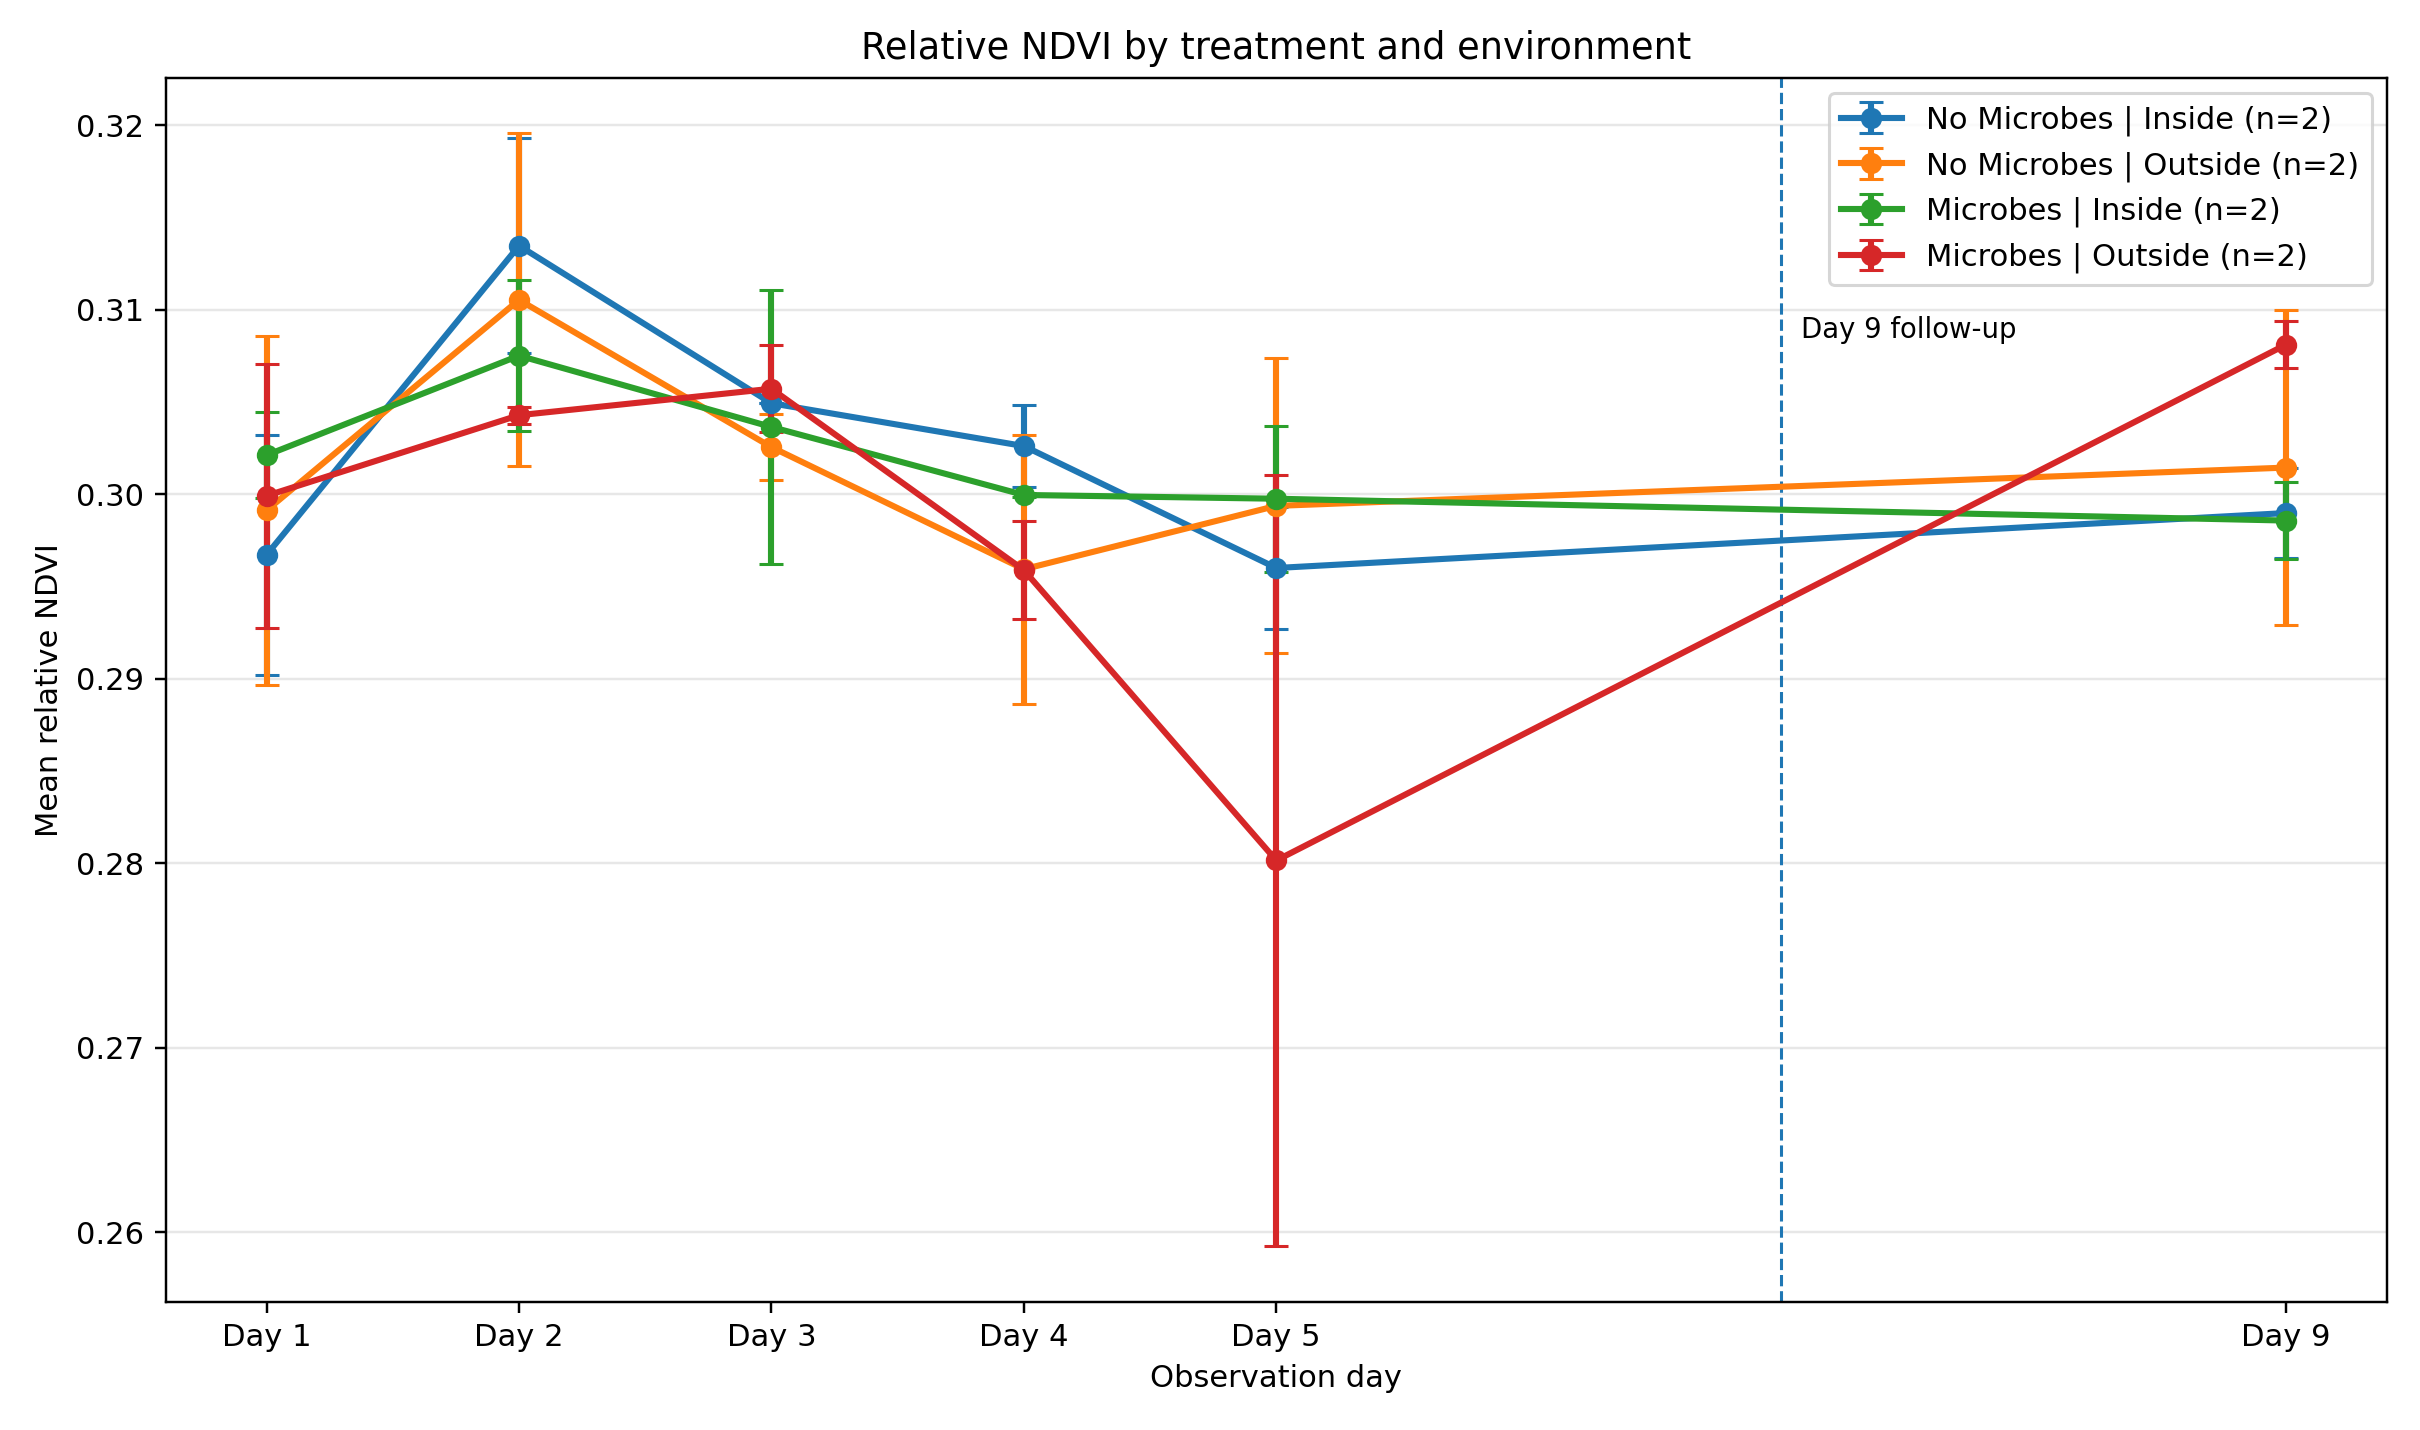 Relative NDVI by treatment and environment
No Microbes | Inside (n=2)
No Microbes | Outside (n=2)
Microbes | Inside (n=2)
Microbes | Outside (n=2)
Day 9 follow-up
Mean relative NDVI
0.32
0.31
0.30
0.29
0.28
0.27
0.26
Day 1
Day 2
Day 3
Day 4
Day 5
Day 9
Observation day